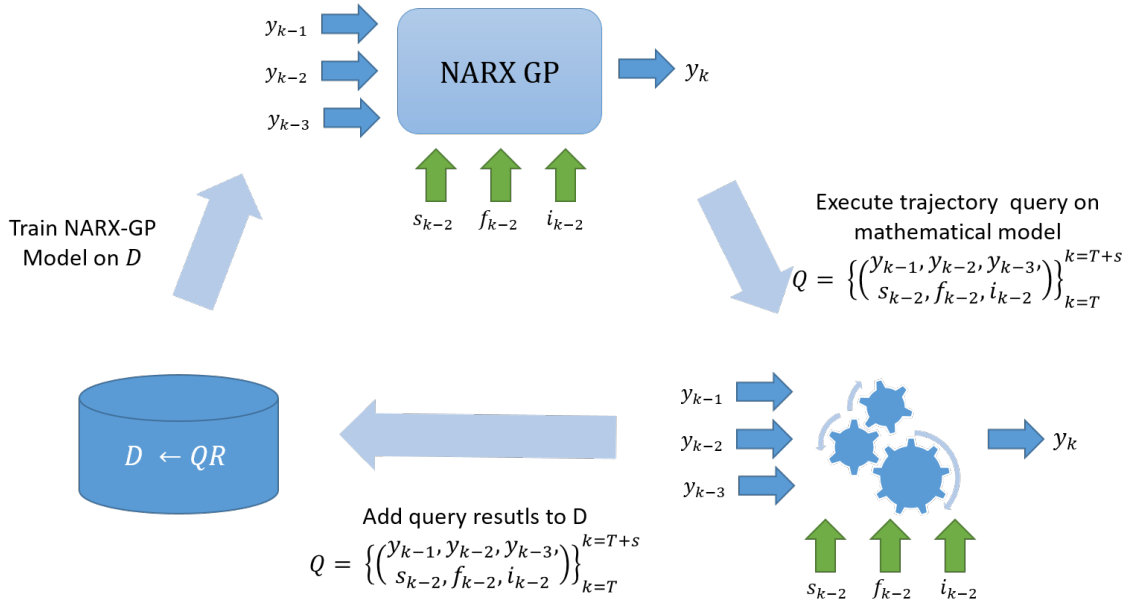 y_{k-1}
y_{k-2}
y_{k-3}
NARX GP
y_k
s_{k-2} f_{k-2} i_{k-2}
Train NARX-GP
Model on D
Execute trajectory query on
mathematical model
Q = {(y_{k-1}, y_{k-2}, y_{k-3}, s_{k-2}, f_{k-2}, i_{k-2})}_{k=T}^{k=T+s}
y_{k-1}
y_{k-2}
y_{k-3}
y_k
s_{k-2} f_{k-2} i_{k-2}
D ← QR
Add query resutls to D
Q = {(y_{k-1}, y_{k-2}, y_{k-3}, s_{k-2}, f_{k-2}, i_{k-2})}_{k=T}^{k=T+s}